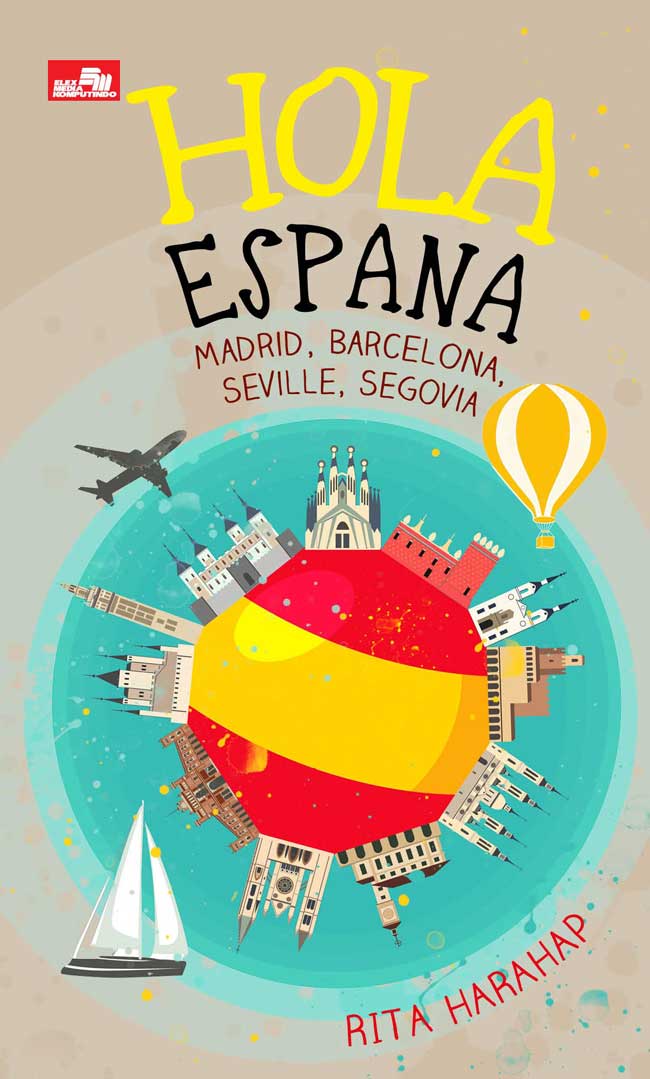 ELEX
MEDIA
KOMPUTINDO
HOLA
ESPANA
MADRID, BARCELONA,
SEVILLE, SEGOVIA
RITA HARAHAP